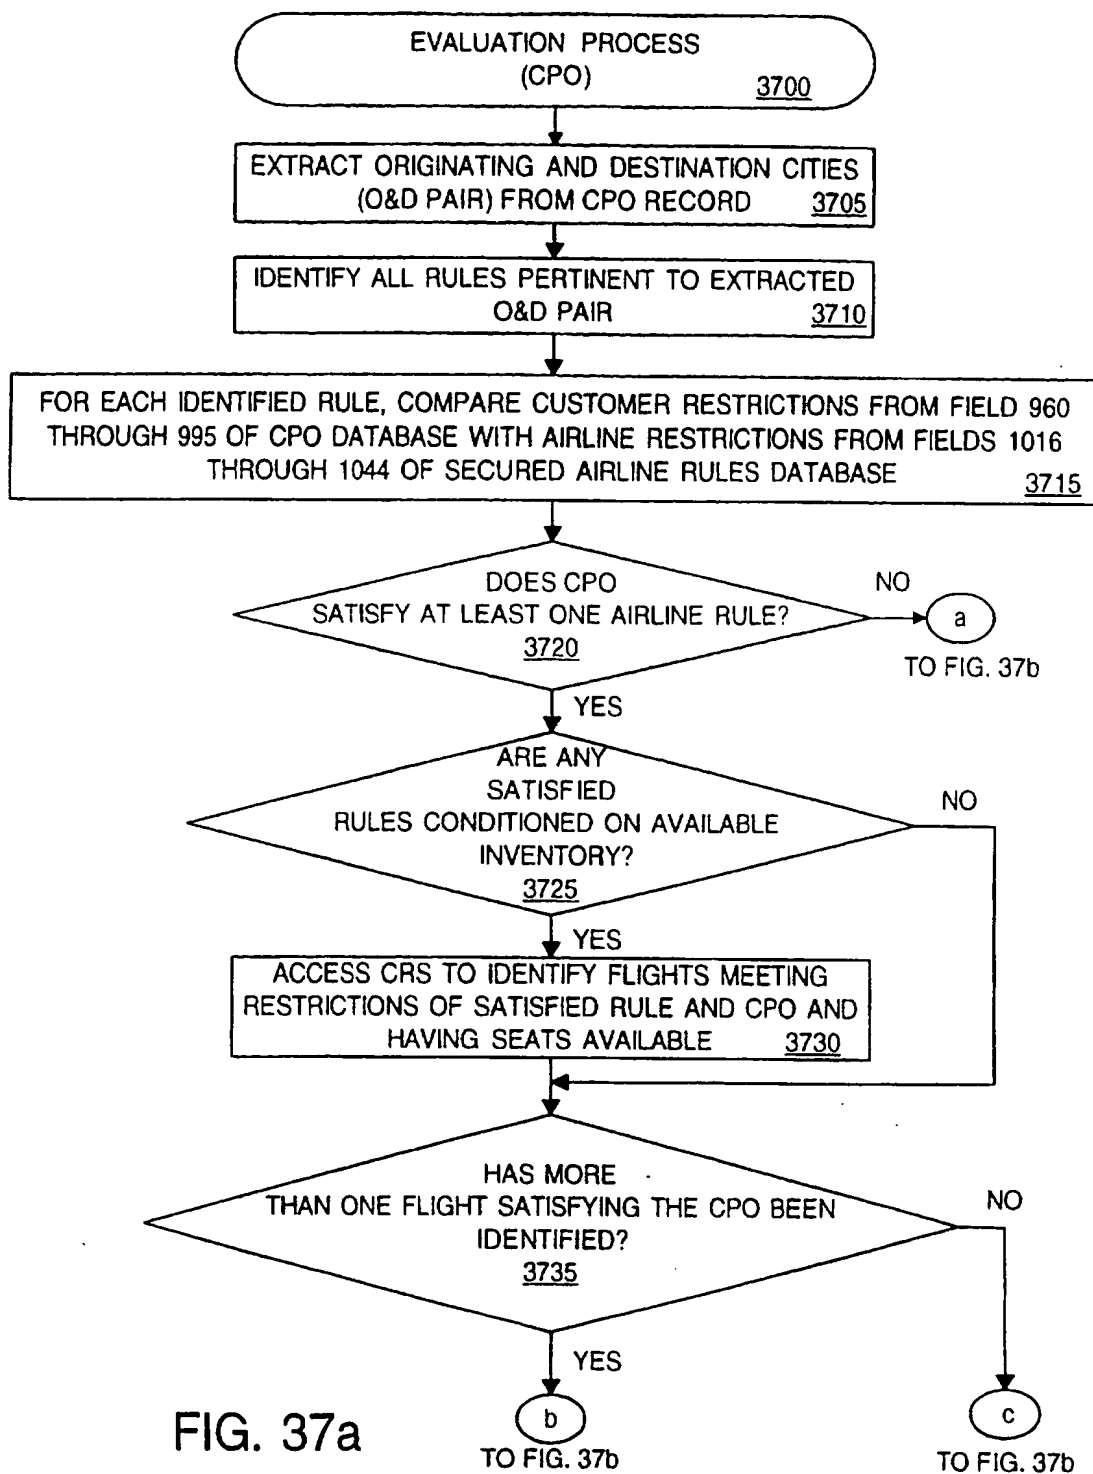 EVALUATION PROCESS
(CPO)
3700
EXTRACT ORIGINATING AND DESTINATION CITIES
(O&D PAIR) FROM CPO RECORD 3705
IDENTIFY ALL RULES PERTINENT TO EXTRACTED
O&D PAIR 3710
FOR EACH IDENTIFIED RULE, COMPARE CUSTOMER RESTRICTIONS FROM FIELD 960
THROUGH 995 OF CPO DATABASE WITH AIRLINE RESTRICTIONS FROM FIELDS 1016
THROUGH 1044 OF SECURED AIRLINE RULES DATABASE 3715
DOES CPO
SATISFY AT LEAST ONE AIRLINE RULE?
3720
NO
a
TO FIG. 37b
YES
ARE ANY
SATISFIED
RULES CONDITIONED ON AVAILABLE
INVENTORY?
3725
NO
YES
ACCESS CRS TO IDENTIFY FLIGHTS MEETING
RESTRICTIONS OF SATISFIED RULE AND CPO AND
HAVING SEATS AVAILABLE 3730
HAS MORE
THAN ONE FLIGHT SATISFYING THE CPO BEEN
IDENTIFIED?
3735
NO
YES
b
TO FIG. 37b
c
TO FIG. 37b
FIG. 37a